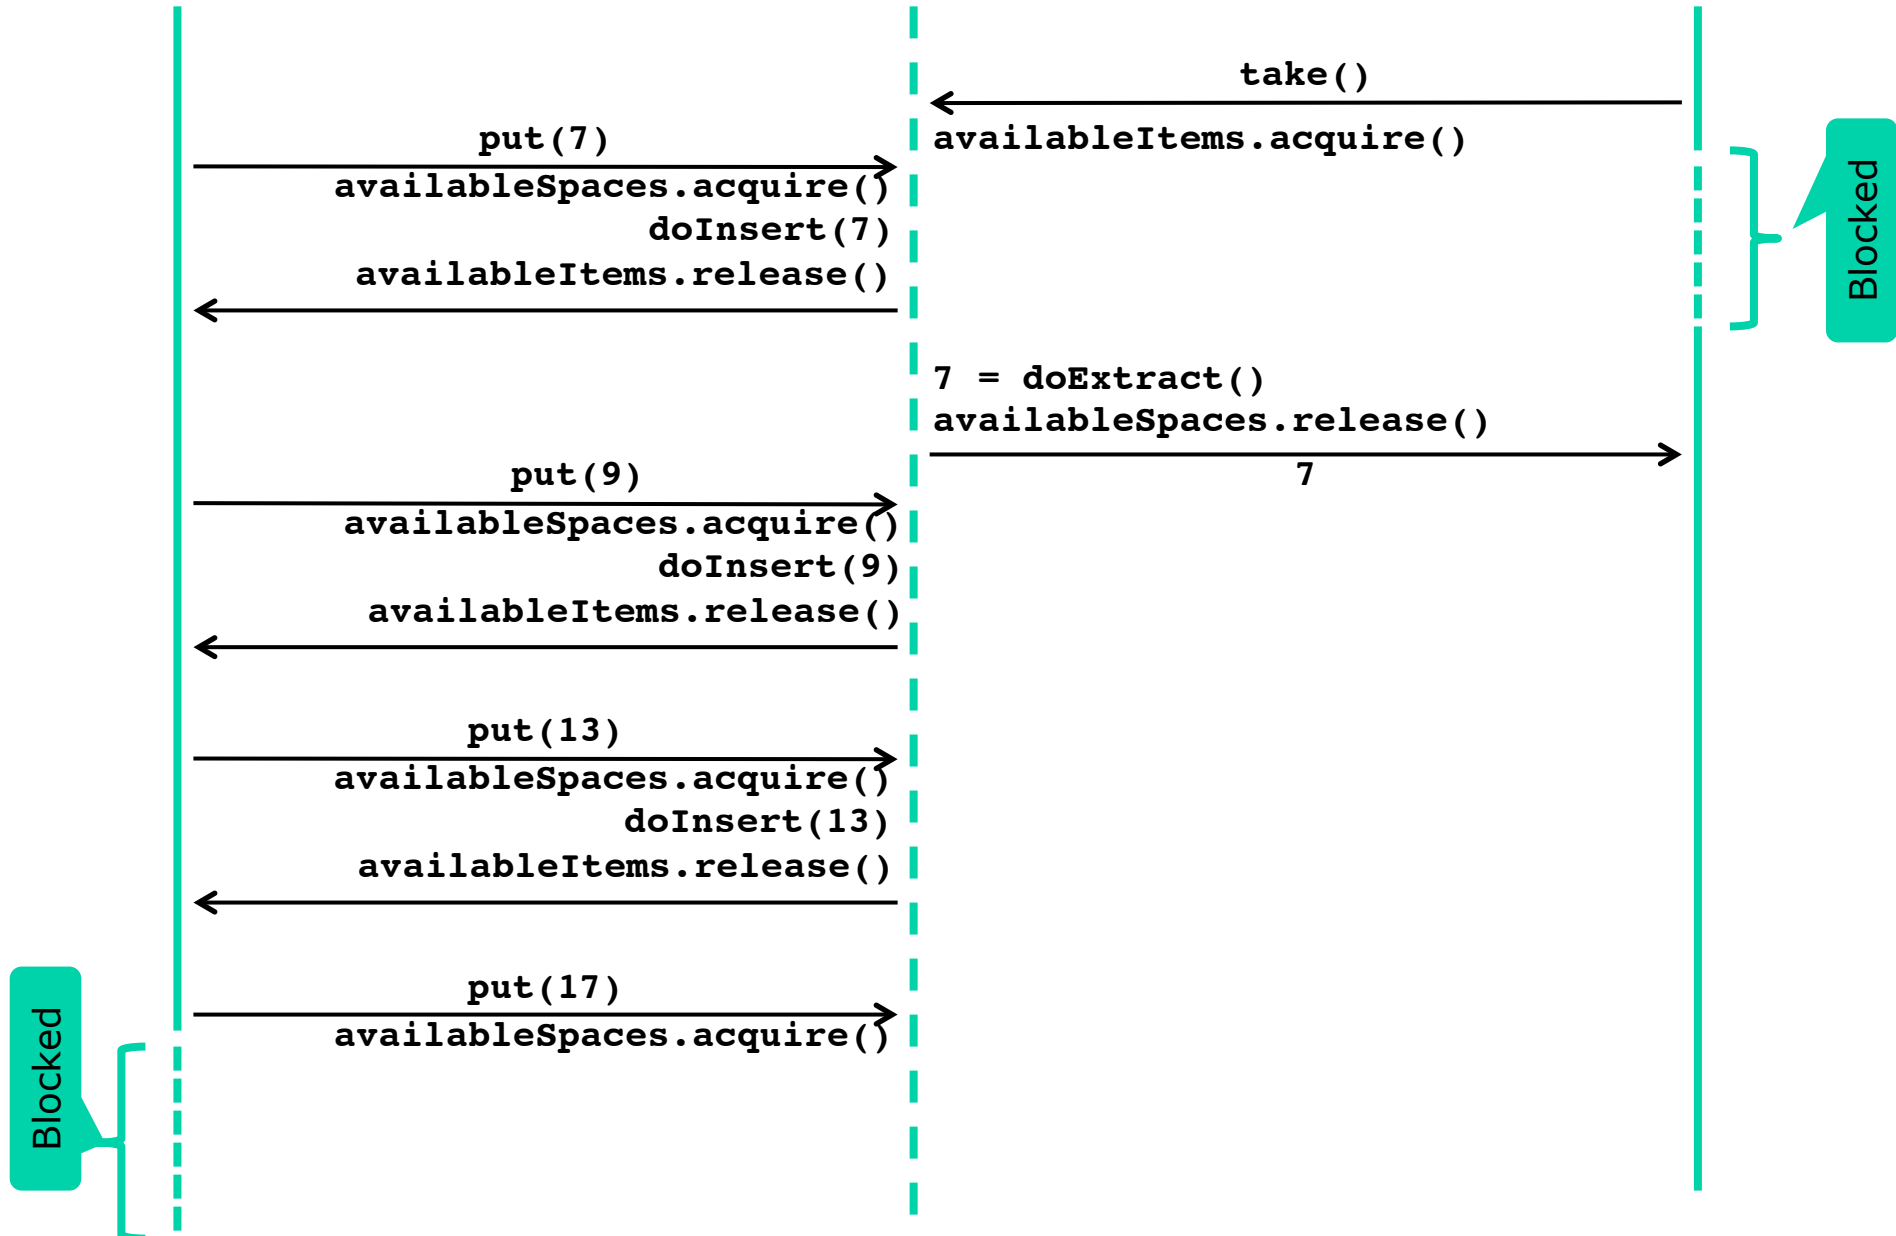 take()
put(7)
availableItems.acquire()
availableSpaces.acquire()
doInsert(7)
availableItems.release()
Blocked
7 = doExtract()
availableSpaces.release()
7
put(9)
availableSpaces.acquire()
doInsert(9)
availableItems.release()
put(13)
availableSpaces.acquire()
doInsert(13)
availableItems.release()
put(17)
availableSpaces.acquire()
Blocked